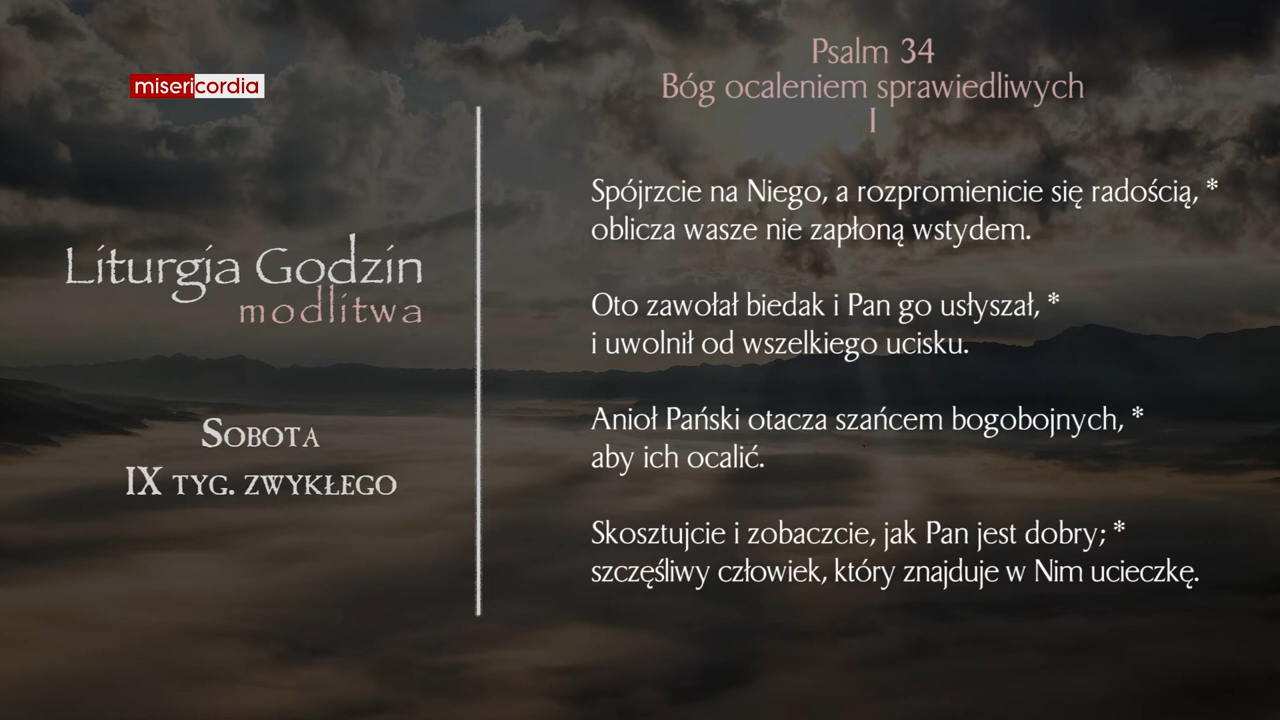 misericordia
Liturgia Godzin
modlitwa
Sobota
IX tyg. zwykłego
Psalm 34
Bóg ocaleniem sprawiedliwych
I
Spójrzcie na Niego, a rozpromienicie się radością, *
oblicza wasze nie zapłoną wstydem.
Oto zawołał biedak i Pan go usłyszał, *
i uwolnił od wszelkiego ucisku.
Anioł Pański otacza szańcem bogobojnych, *
aby ich ocalić.
Skosztujcie i zobaczcie, jak Pan jest dobry; *
szczęśliwy człowiek, który znajduje w Nim ucieczkę.